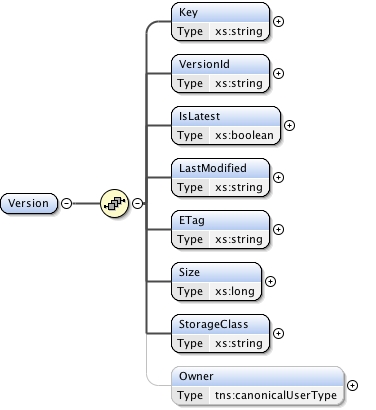 Key
Type xs:string
VersionId
Type xs:string
IsLatest
Type xs:boolean
LastModified
Type xs:string
Version
ETag
Type xs:string
Size
Type xs:long
StorageClass
Type xs:string
Owner
Type tns:canonicalUserType